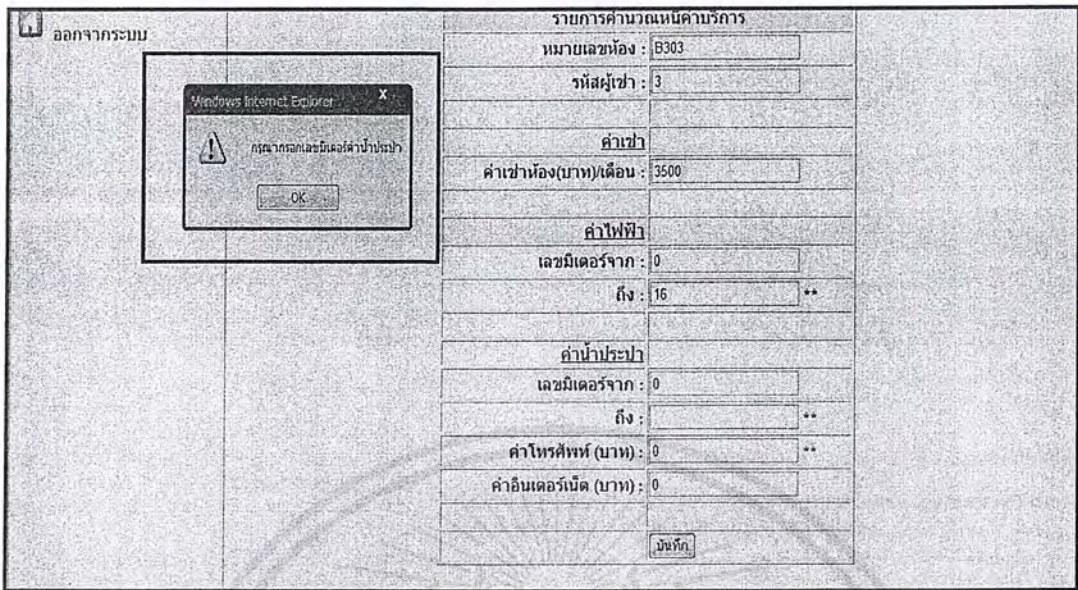 ออกจากระบบ
Windows Internet Explorer
X
กรุณากรอกเลขมิเตอร์ค่าน้ำประปา
OK
รายการคำนวณหนี้ค่าบริการ
หมายเลขห้อง : B303
รหัสผู้เช่า : 3
ค่าเช่า
ค่าเช่าห้อง(บาท)/เดือน : 3500
ค่าไฟฟ้า
เลขมิเตอร์จาก : 0
ถึง : 16 **
ค่าน้ำประปา
เลขมิเตอร์จาก : 0
ถึง : **
ค่าโทรศัพท์ (บาท) : 0 **
ค่าอินเตอร์เน็ต (บาท) : 0
บันทึก